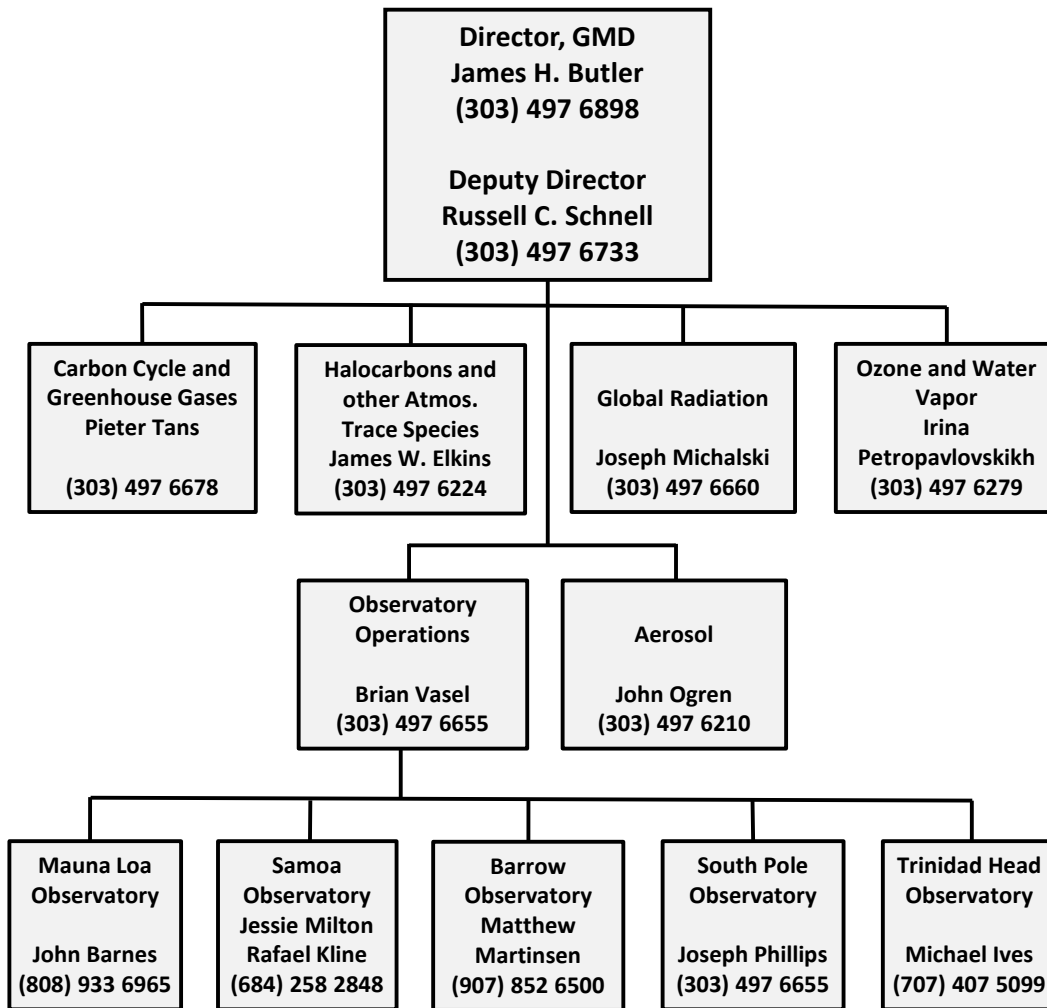 Director, GMD
James H. Butler
(303) 497 6898
Deputy Director
Russell C. Schnell
(303) 497 6733
Carbon Cycle and
Greenhouse Gases
Pieter Tans
(303) 497 6678
Halocarbons and
other Atmos.
Trace Species
James W. Elkins
(303) 497 6224
Global Radiation
Joseph Michalski
(303) 497 6660
Ozone and Water
Vapor
Irina
Petropavlovskikh
(303) 497 6279
Observatory
Operations
Brian Vasel
(303) 497 6655
Aerosol
John Ogren
(303) 497 6210
Mauna Loa
Observatory
John Barnes
(808) 933 6965
Samoa
Observatory
Jessie Milton
Rafael Kline
(684) 258 2848
Barrow
Observatory
Matthew
Martinsen
(907) 852 6500
South Pole
Observatory
Joseph Phillips
(303) 497 6655
Trinidad Head
Observatory
Michael Ives
(707) 407 5099